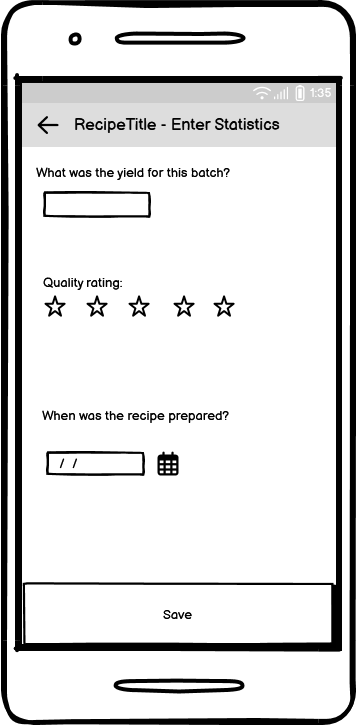 1:35
RecipeTitle - Enter Statistics
What was the yield for this batch?
Quality rating:
When was the recipe prepared?
/ /
Save